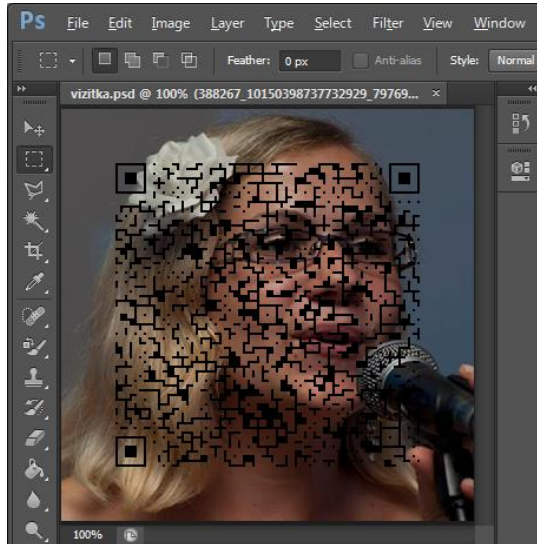 Ps File Edit Image Layer Type Select Filter View Window
Feather: 0 px Anti-alias Style: Normal
vizitka.psd @ 100% (388267_10150398737732929_79769... ×
100%